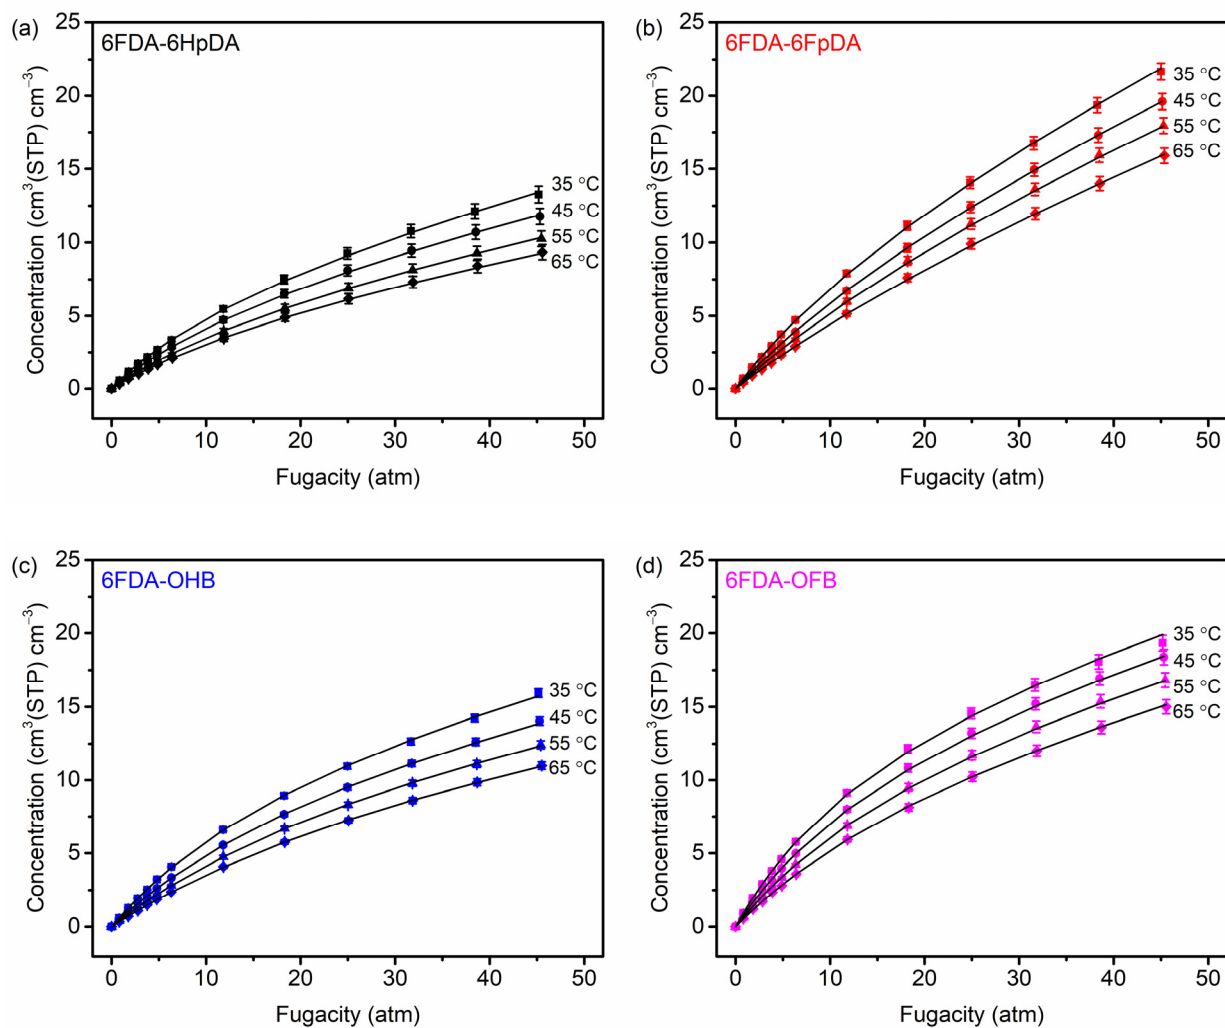 (a)
6FDA-6HpDA
Concentration (cm³(STP) cm⁻³)
25
20
15
10
5
0
35 °C
45 °C
55 °C
65 °C
0 10 20 30 40 50
Fugacity (atm)
(b)
6FDA-6FpDA
Concentration (cm³(STP) cm⁻³)
25
20
15
10
5
0
35 °C
45 °C
55 °C
65 °C
0 10 20 30 40 50
Fugacity (atm)
(c)
6FDA-OHB
Concentration (cm³(STP) cm⁻³)
25
20
15
10
5
0
35 °C
45 °C
55 °C
65 °C
0 10 20 30 40 50
Fugacity (atm)
(d)
6FDA-OFB
Concentration (cm³(STP) cm⁻³)
25
20
15
10
5
0
35 °C
45 °C
55 °C
65 °C
0 10 20 30 40 50
Fugacity (atm)